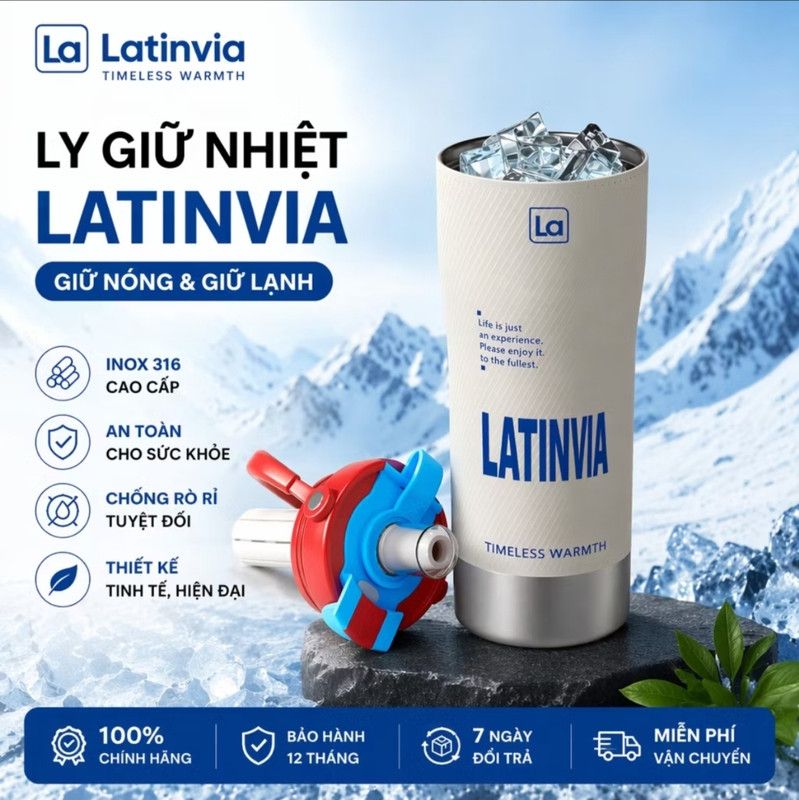 La Latinvia
TIMELESS WARMTH
LY GIỮ NHIỆT
LATINVIA
GIỮ NÓNG & GIỮ LẠNH
INOX 316
CAO CẤP
AN TOÀN
CHO SỨC KHỎE
CHỐNG RÒ RỈ
TUYỆT ĐỐI
THIẾT KẾ
TINH TẾ, HIỆN ĐẠI
La
Life is just
an experience.
Please enjoy it.
to the fullest.
LATINVIA
TIMELESS WARMTH
100%
CHÍNH HÃNG
BẢO HÀNH
12 THÁNG
7 NGÀY
ĐỔI TRẢ
MIỄN PHÍ
VẬN CHUYỂN